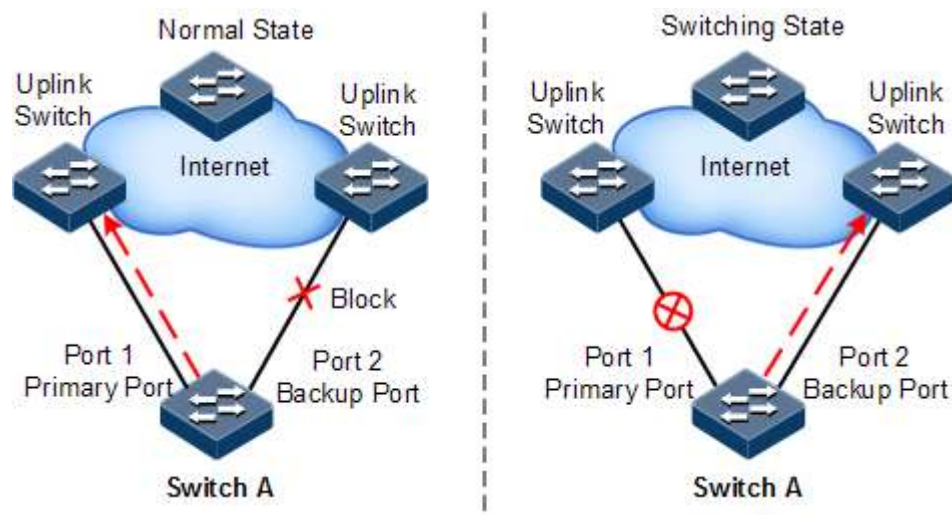 Normal State
Uplink
Switch
Uplink
Switch
Internet
Block
Port 1
Primary Port
Port 2
Backup Port
Switch A
Switching State
Uplink
Switch
Uplink
Switch
Internet
Port 1
Primary Port
Port 2
Backup Port
Switch A